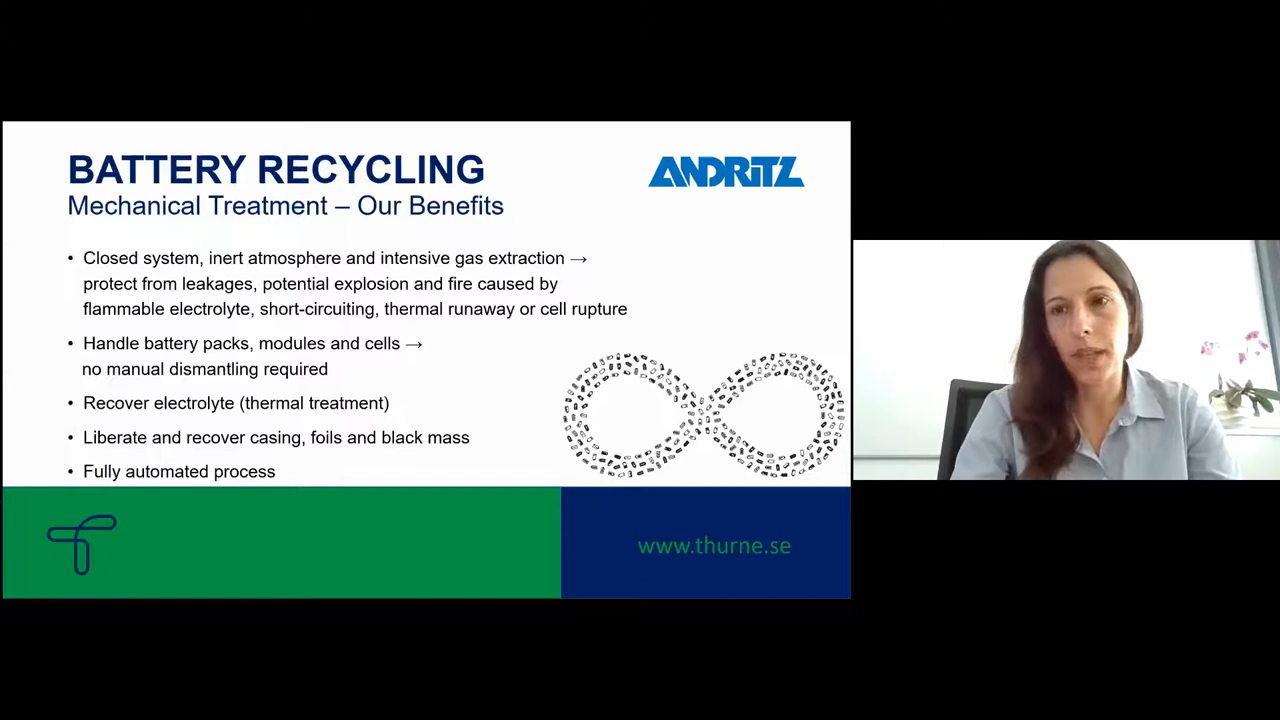 BATTERY RECYCLING
ANDRITZ
Mechanical Treatment – Our Benefits
• Closed system, inert atmosphere and intensive gas extraction →
protect from leakages, potential explosion and fire caused by
flammable electrolyte, short-circuiting, thermal runaway or cell rupture
• Handle battery packs, modules and cells →
no manual dismantling required
• Recover electrolyte (thermal treatment)
• Liberate and recover casing, foils and black mass
• Fully automated process
www.thurne.se